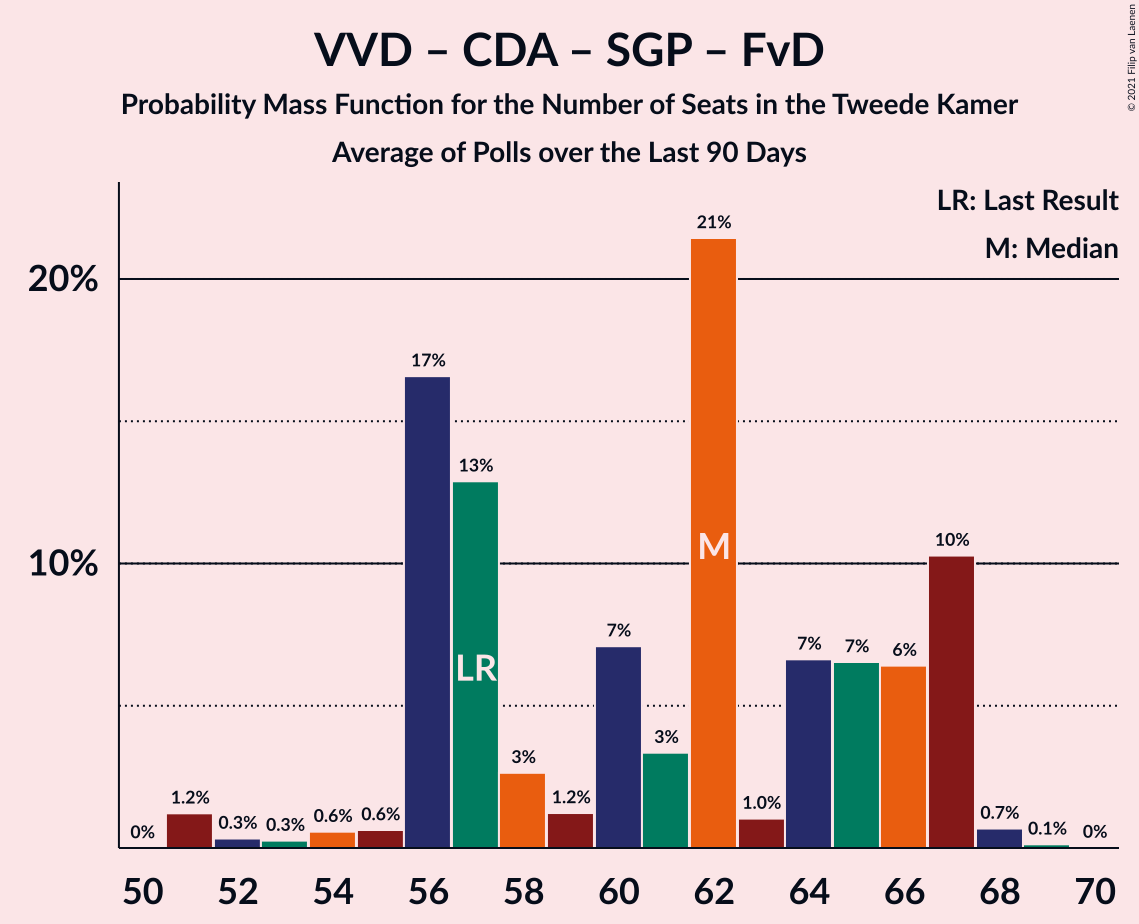 VVD – CDA – SGP – FvD
Probability Mass Function for the Number of Seats in the Tweede Kamer
Average of Polls over the Last 90 Days
© 2021 Filip van Laenen
LR: Last Result
M: Median
20%
10%
0%
1.2%
0.3%
0.3%
0.6%
0.6%
17%
13%
3%
1.2%
7%
3%
21%
1.0%
7%
7%
6%
10%
0.7%
0.1%
0%
LR
M
50 52 54 56 58 60 62 64 66 68 70